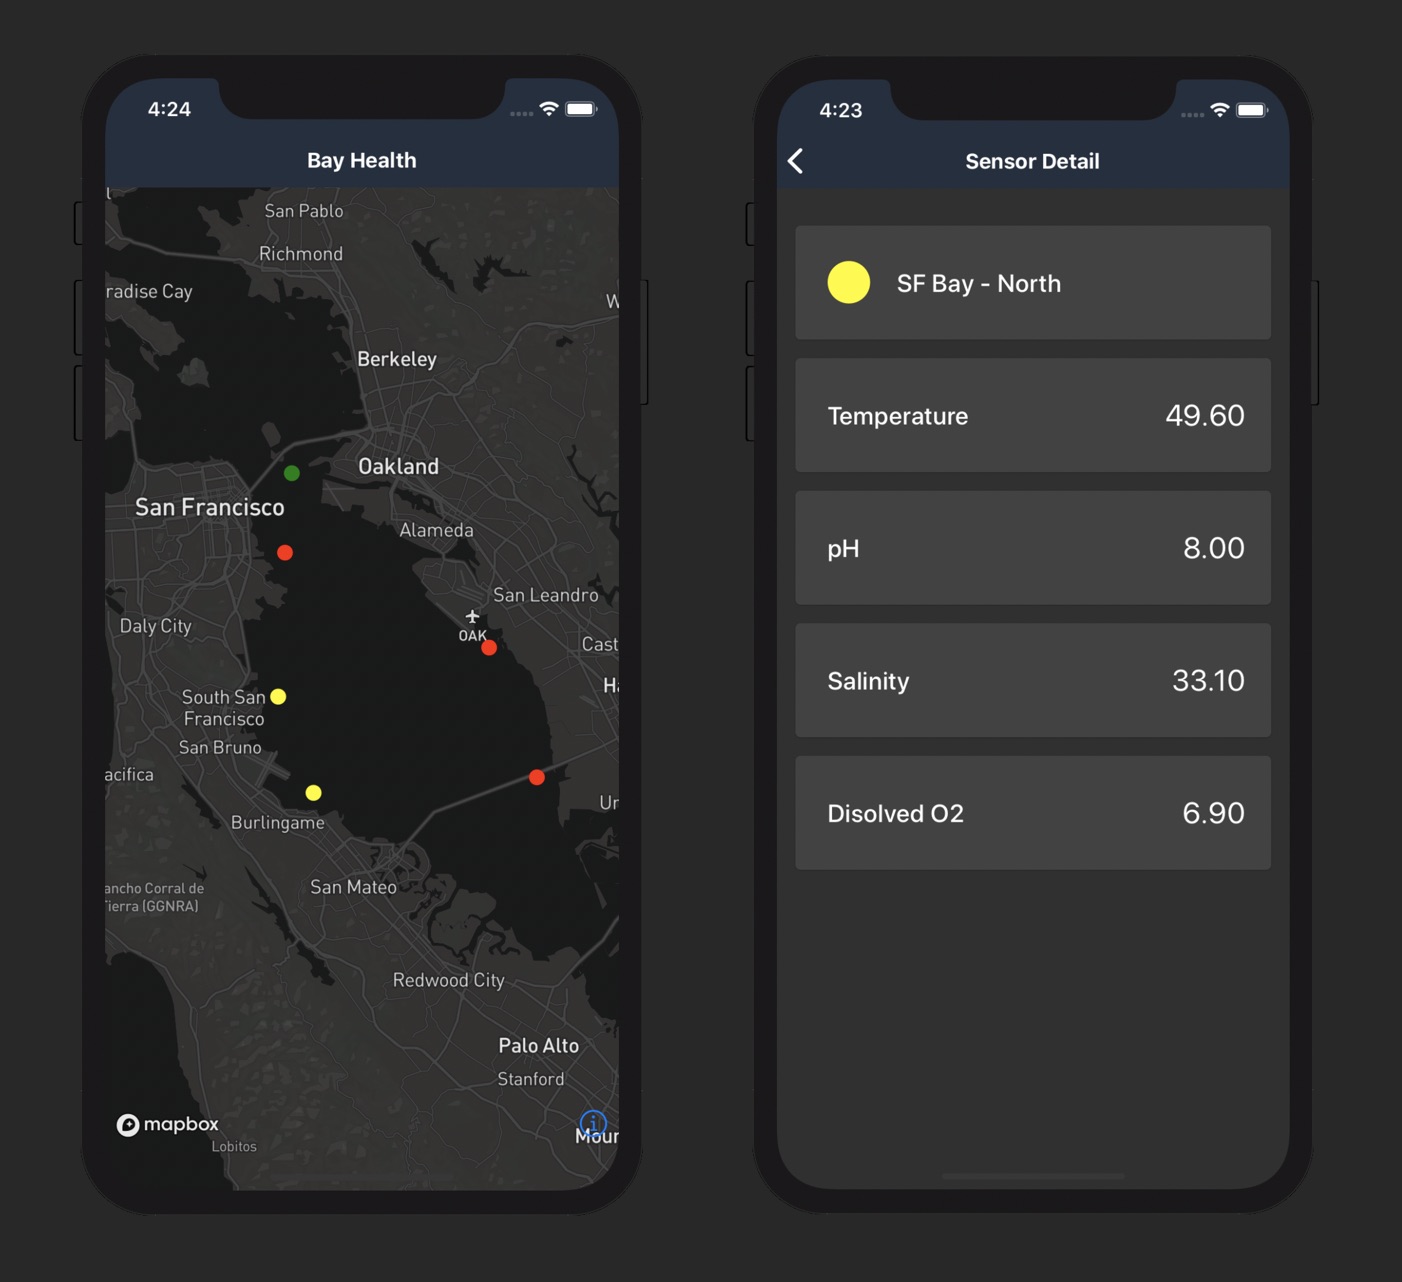 4:24
Bay Health
San Pablo
Richmond
radise Cay
W
Berkeley
Oakland
San Francisco
Alameda
San Leandro
OAK
Daly City
Cast
Ha
South San
Francisco
San Bruno
acifica
Un
Burlingame
San Mateo
ancho Corral de
Tierra (GGNRA)
Redwood City
Palo Alto
Stanford
mapbox
Moun
Lobitos
4:23
Sensor Detail
SF Bay - North
Temperature 49.60
pH 8.00
Salinity 33.10
Disolved O2 6.90